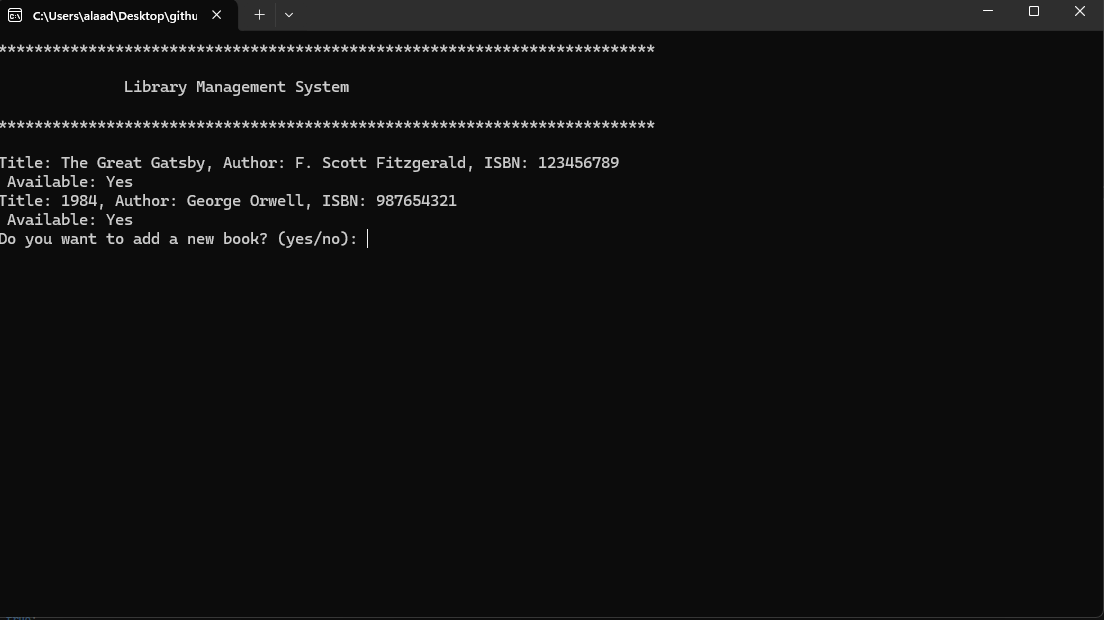 C:\Users\alaad\Desktop\githu
*************************************************************************
Library Management System
*************************************************************************
Title: The Great Gatsby, Author: F. Scott Fitzgerald, ISBN: 123456789
Available: Yes
Title: 1984, Author: George Orwell, ISBN: 987654321
Available: Yes
Do you want to add a new book? (yes/no):